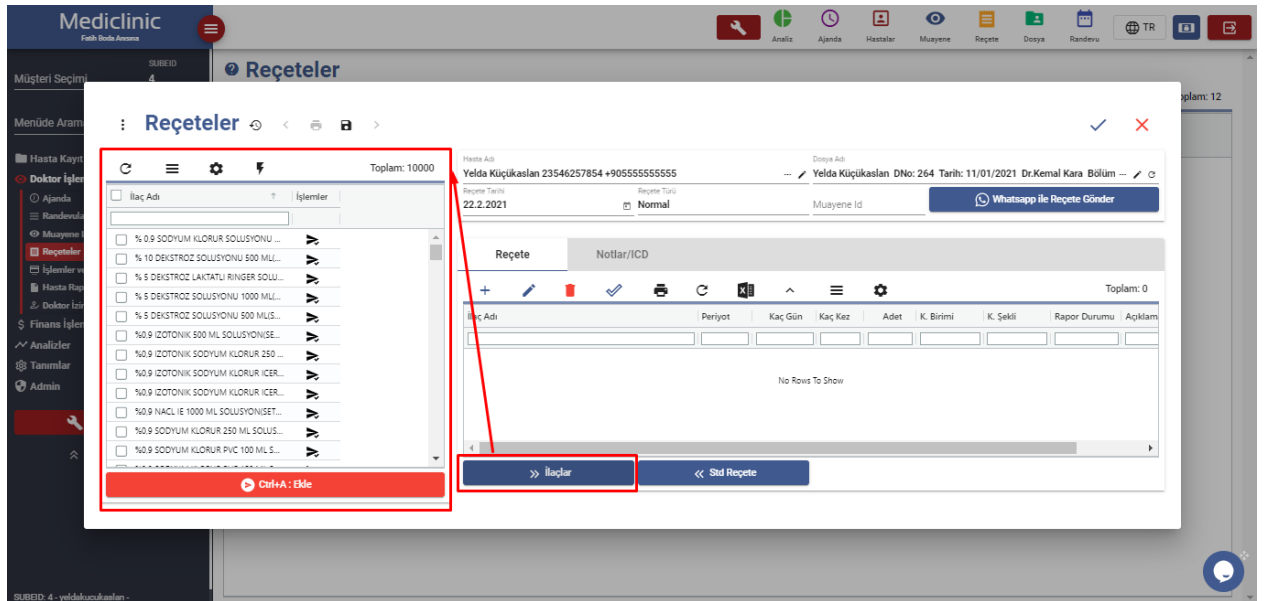 Mediclinic
Fatih Boda Anısına
Analiz
Ajanda
Hastalar
Muayene
Reçete
Dosya
Randevu
TR
SUBEID
Müşteri Seçimi
4
Reçeteler
Toplam: 12
Menüde Aram
Hasta Kayıt
Doktor İşler
Ajanda
Randevula
Muayene İ
Reçeteler
İşlemler ve
Hasta Rap
Doktor İzin
Finans İşler
Analizler
Tanımlar
Admin
SUBEID: 4 - yeldakucukaslan -
Reçeteler
Toplam: 10000
İlaç Adı
İşlemler
% 0.9 SODYUM KLORUR SOLUSYONU ...
% 10 DEKSTROZ SOLUSYONU 500 ML(...
% 5 DEKSTROZ LAKTATLI RINGER SOLU...
% 5 DEKSTROZ SOLUSYONU 1000 ML(...
% 5 DEKSTROZ SOLUSYONU 500 ML(S...
%0,9 IZOTONIK 500 ML SOLUSYON(SE...
%0,9 IZOTONIK SODYUM KLORUR 250 ...
%0,9 IZOTONIK SODYUM KLORUR ICER...
%0,9 IZOTONIK SODYUM KLORUR ICER...
%0,9 NACL IE 1000 ML SOLUSYON(SET...
%0,9 SODYUM KLORUR 250 ML SOLUS...
%0,9 SODYUM KLORUR PVC 100 ML S...
Ctrl+A : Ekle
Hasta Adı
Yelda Küçükaslan 23546257854 +905555555555
Dosya Adı
Yelda Küçükaslan DNo: 264 Tarih: 11/01/2021 Dr.Kemal Kara Bölüm
Reçete Tarihi
22.2.2021
Reçete Türü
Normal
Muayene Id
Whatsapp ile Reçete Gönder
Reçete
Notlar/ICD
Toplam: 0
İlaç Adı
Periyot
Kaç Gün
Kaç Kez
Adet
K. Birimi
K. Şekli
Rapor Durumu
Açıklam
No Rows To Show
İlaçlar
Std Reçete